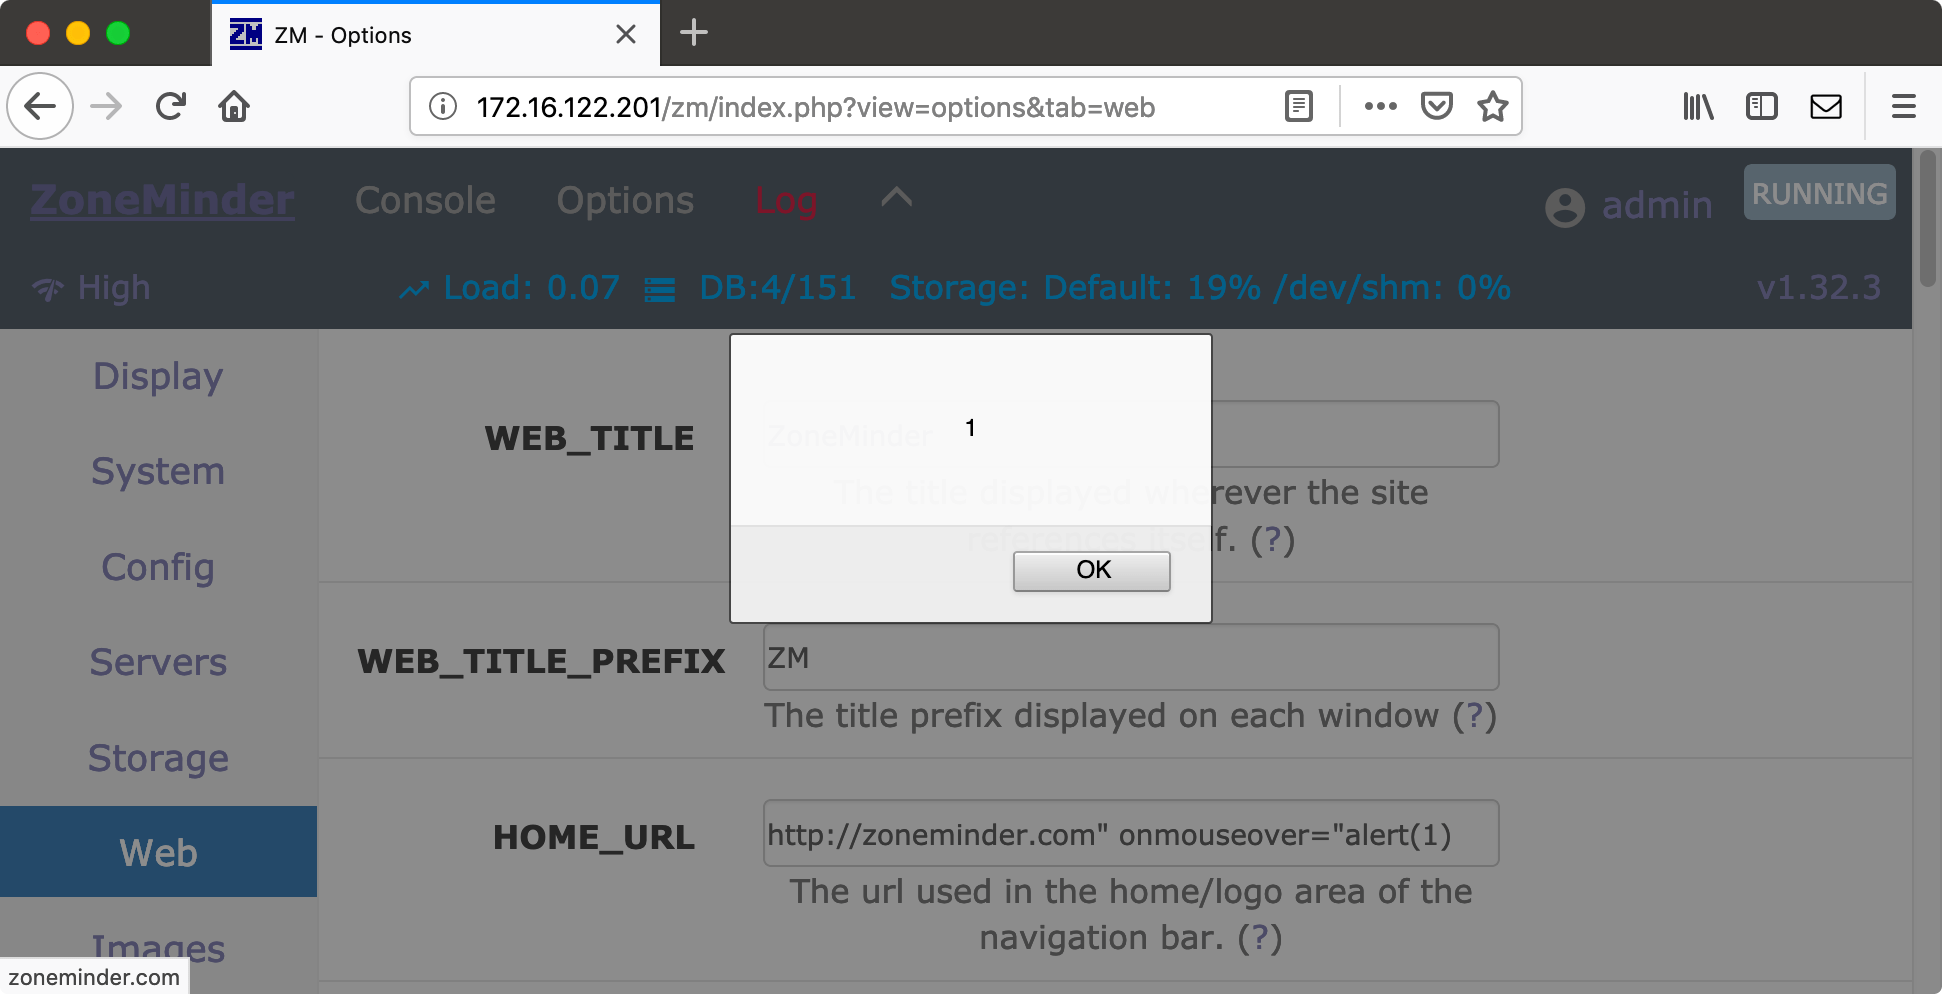 ZM - Options
172.16.122.201/zm/index.php?view=options&tab=web
ZoneMinder Console Options Log admin RUNNING
High Load: 0.07 DB:4/151 Storage: Default: 19% /dev/shm: 0% v1.32.3
Display
System
Config
Servers
Storage
Web
Images
WEB_TITLE ZoneMinder
The title displayed wherever the site
references itself. (?)
1
OK
WEB_TITLE_PREFIX ZM
The title prefix displayed on each window (?)
HOME_URL http://zoneminder.com" onmouseover="alert(1)
The url used in the home/logo area of the
navigation bar. (?)
zoneminder.com